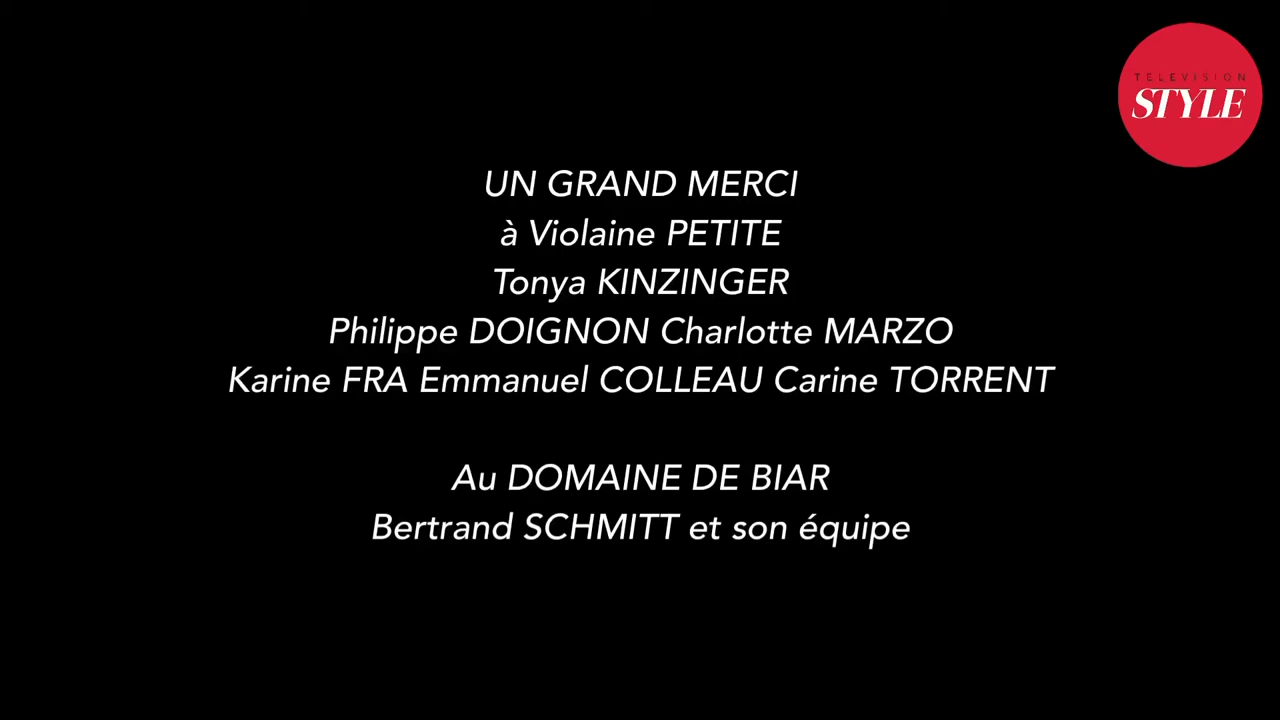 TELEVISION
STYLE
UN GRAND MERCI
à Violaine PETITE
Tonya KINZINGER
Philippe DOIGNON Charlotte MARZO
Karine FRA Emmanuel COLLEAU Carine TORRENT
Au DOMAINE DE BIAR
Bertrand SCHMITT et son équipe